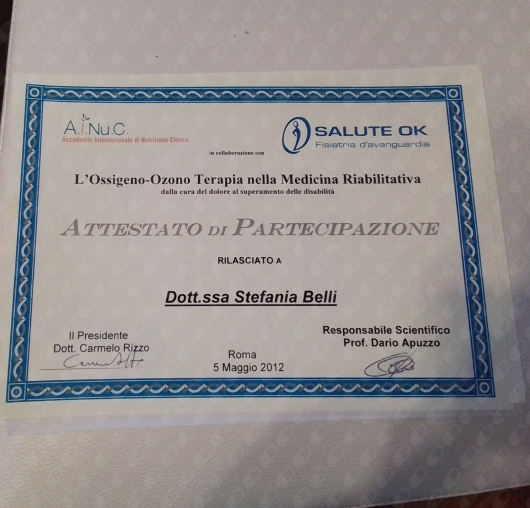 A.I.Nu.C.
Accademia Internazionale di Nutrizione Clinica
in collaborazione con
SALUTE OK
Fisiatria d'avanguardia
L'Ossigeno-Ozono Terapia nella Medicina Riabilitativa
dalla cura del dolore al superamento delle disabilità
ATTESTATO DI PARTECIPAZIONE
RILASCIATO A
Dott.ssa Stefania Belli
Il Presidente
Dott. Carmelo Rizzo
Roma
5 Maggio 2012
Responsabile Scientifico
Prof. Dario Apuzzo